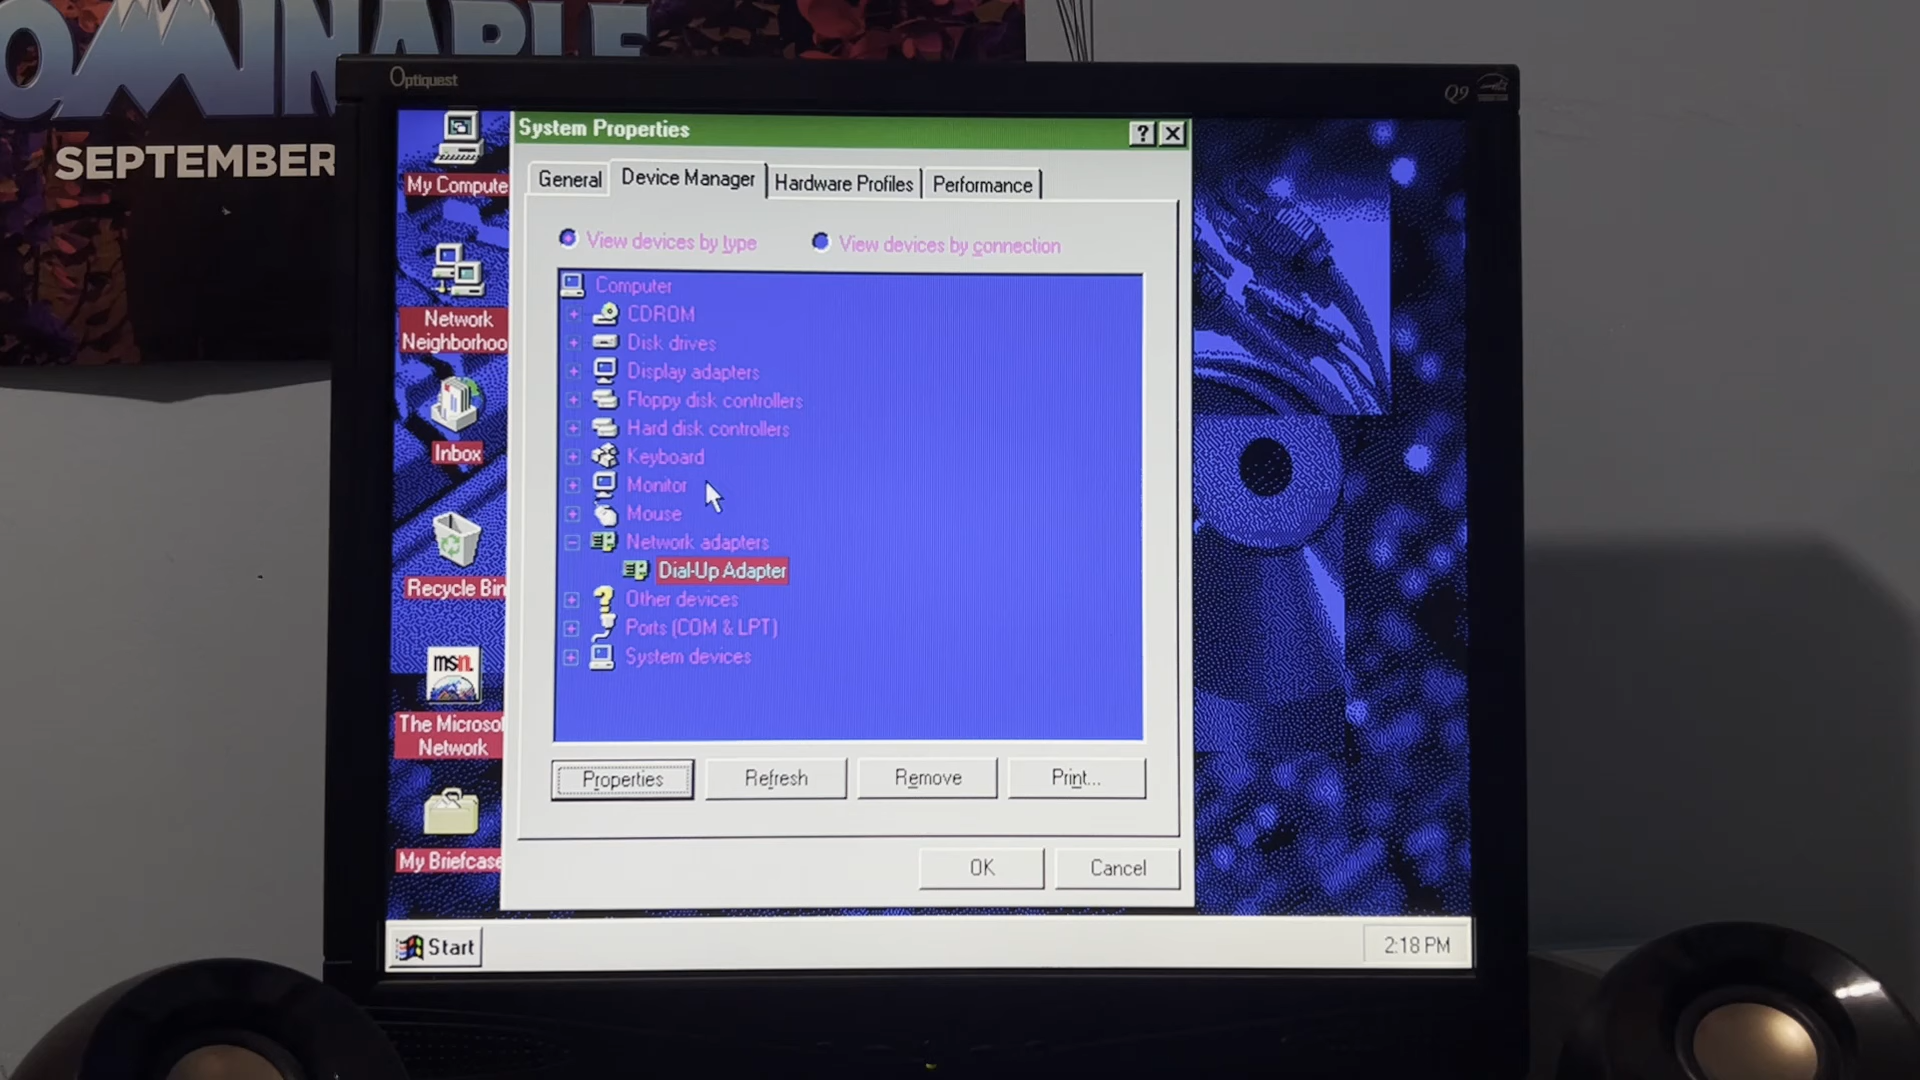 OMINABLE
SEPTEMBER
Optiquest
Q9
My Compute
Network
Neighborhoo
Inbox
Recycle Bin
msn.
The Microsof
Network
My Briefcase
System Properties
?
General
Device Manager
Hardware Profiles
Performance
View devices by type
View devices by connection
Computer
CDROM
Disk drives
Display adapters
Floppy disk controllers
Hard disk controllers
Keyboard
Monitor
Mouse
Network adapters
Dial-Up Adapter
Other devices
Ports (COM & LPT)
System devices
Properties
Refresh
Remove
Print...
OK
Cancel
Start
2:18 PM